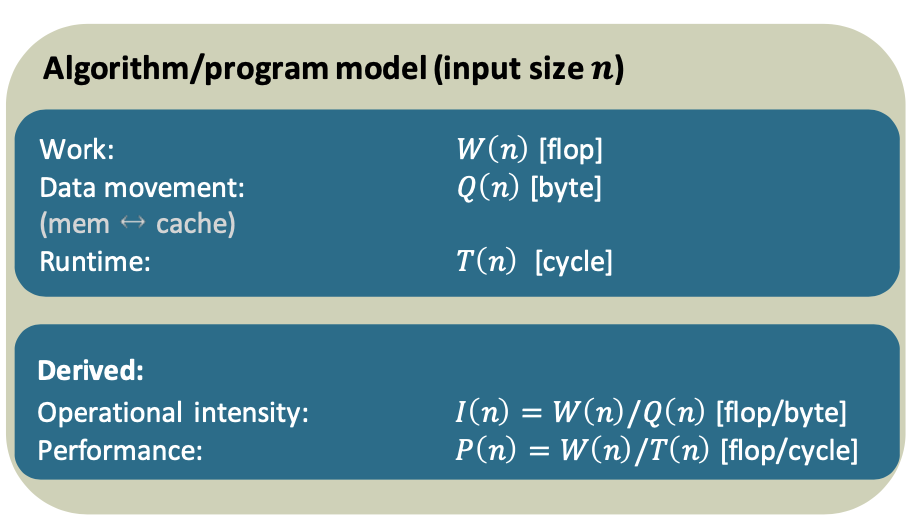 Algorithm/program model (input size n)
Work: W(n) [flop]
Data movement: Q(n) [byte]
(mem ↔ cache)
Runtime: T(n) [cycle]
Derived:
Operational intensity: I(n) = W(n)/Q(n) [flop/byte]
Performance: P(n) = W(n)/T(n) [flop/cycle]